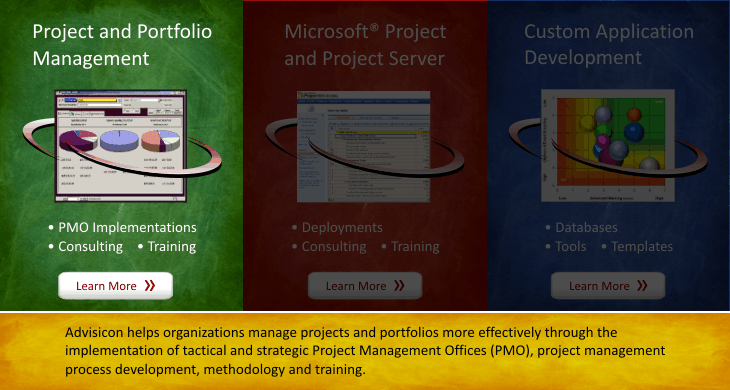 Project and Portfolio
Management
• PMO Implementations
• Consulting • Training
Learn More »
Microsoft® Project
and Project Server
• Deployments
• Consulting • Training
Learn More »
Custom Application
Development
• Databases
• Tools • Templates
Learn More »
Advisicon helps organizations manage projects and portfolios more effectively through the
implementation of tactical and strategic Project Management Offices (PMO), project management
process development, methodology and training.